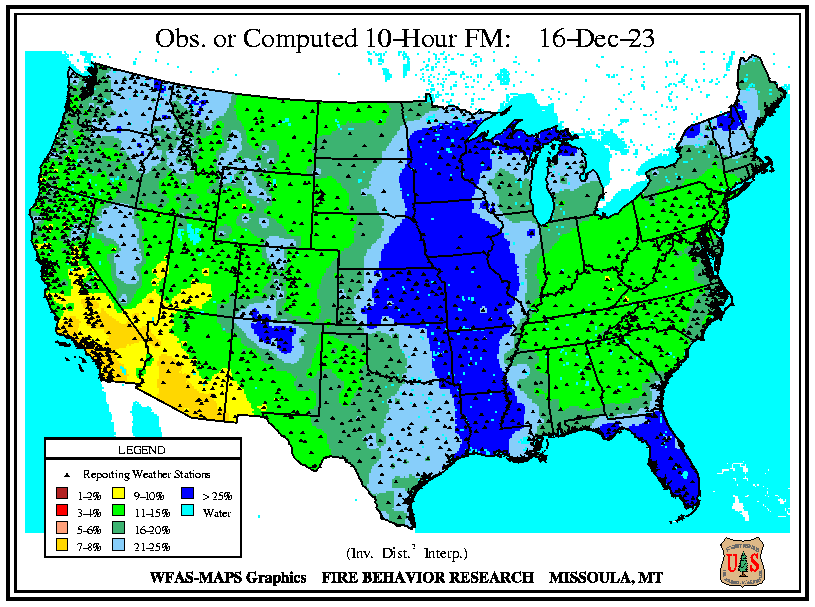 Obs. or Computed 10-Hour FM: 16-Dec-23
LEGEND
Reporting Weather Stations
1-2% 9-10% > 25%
3-4% 11-15% Water
5-6% 16-20%
7-8% 21-25%
(Inv. Dist.² Interp.)
WFAS-MAPS Graphics FIRE BEHAVIOR RESEARCH MISSOULA, MT
U S